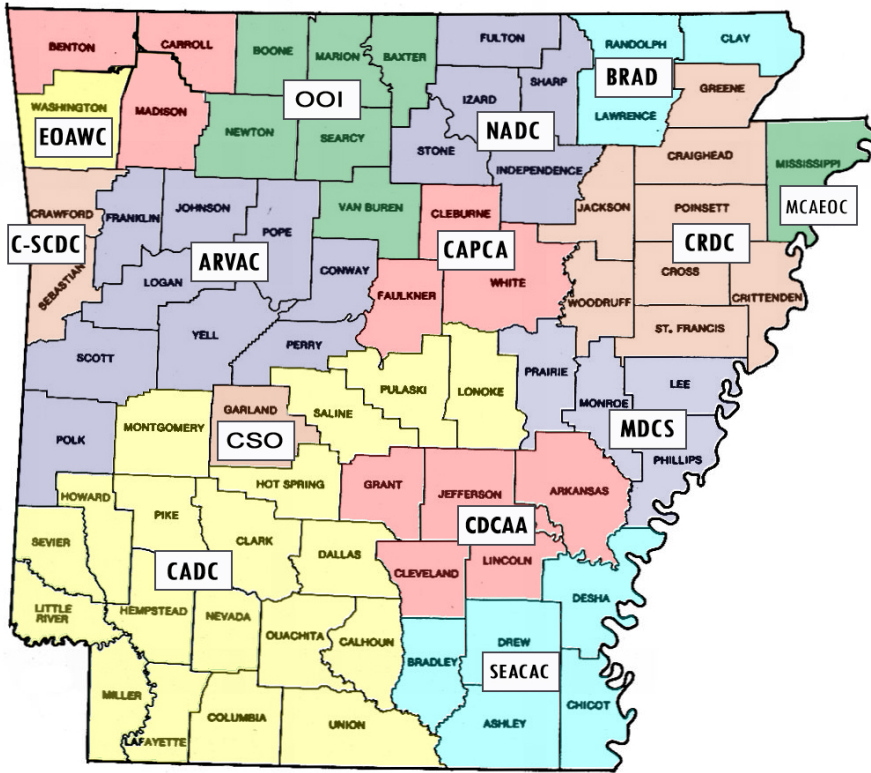 BENTON
CARROLL
BOONE
MARION
BAXTER
FULTON
RANDOLPH
CLAY
SHARP
BRAD
GREENE
WASHINGTON
MADISON
OOI
IZARD
LAWRENCE
EOAWC
NEWTON
SEARCY
NADC
STONE
CRAIGHEAD
MISSISSIPPI
INDEPENDENCE
CRAWFORD
FRANKLIN
JOHNSON
VAN BUREN
CLEBURNE
JACKSON
POINSETT
MCAEOC
C-SCDC
POPE
ARVAC
CAPCA
CRDC
SEBASTIAN
LOGAN
CONWAY
FAULKNER
WHITE
WOODRUFF
CROSS
CRITTENDEN
ST. FRANCIS
SCOTT
YELL
PERRY
PRAIRIE
LEE
PULASKI
LONOKE
MONROE
POLK
MONTGOMERY
GARLAND
SALINE
CSO
MDCS
PHILLIPS
HOWARD
HOT SPRING
GRANT
JEFFERSON
ARKANSAS
PIKE
SEVIER
CLARK
DALLAS
CDCAA
CADC
CLEVELAND
LINCOLN
LITTLE
RIVER
HEMPSTEAD
NEVADA
DESHA
OUACHITA
CALHOUN
DREW
BRADLEY
SEACAC
MILLER
COLUMBIA
UNION
ASHLEY
CHICOT
LAFAYETTE